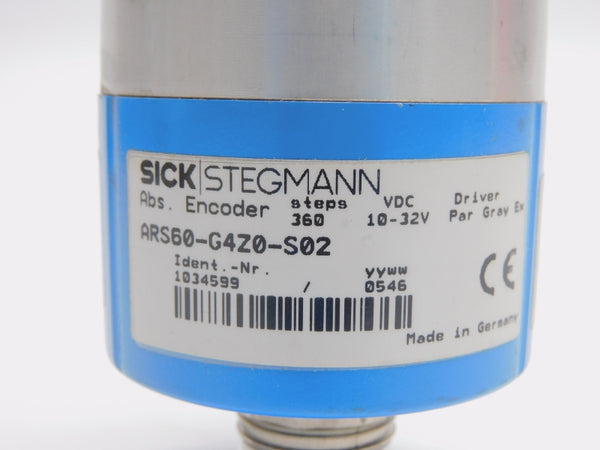 SICK|STEGMANN
Abs. Encoder steps VDC Driver
360 10-32V Par Gray Ex
ARS60-G4Z0-S02
Ident.-Nr. yyww
1034599 / 0546
CE
Made in Germany